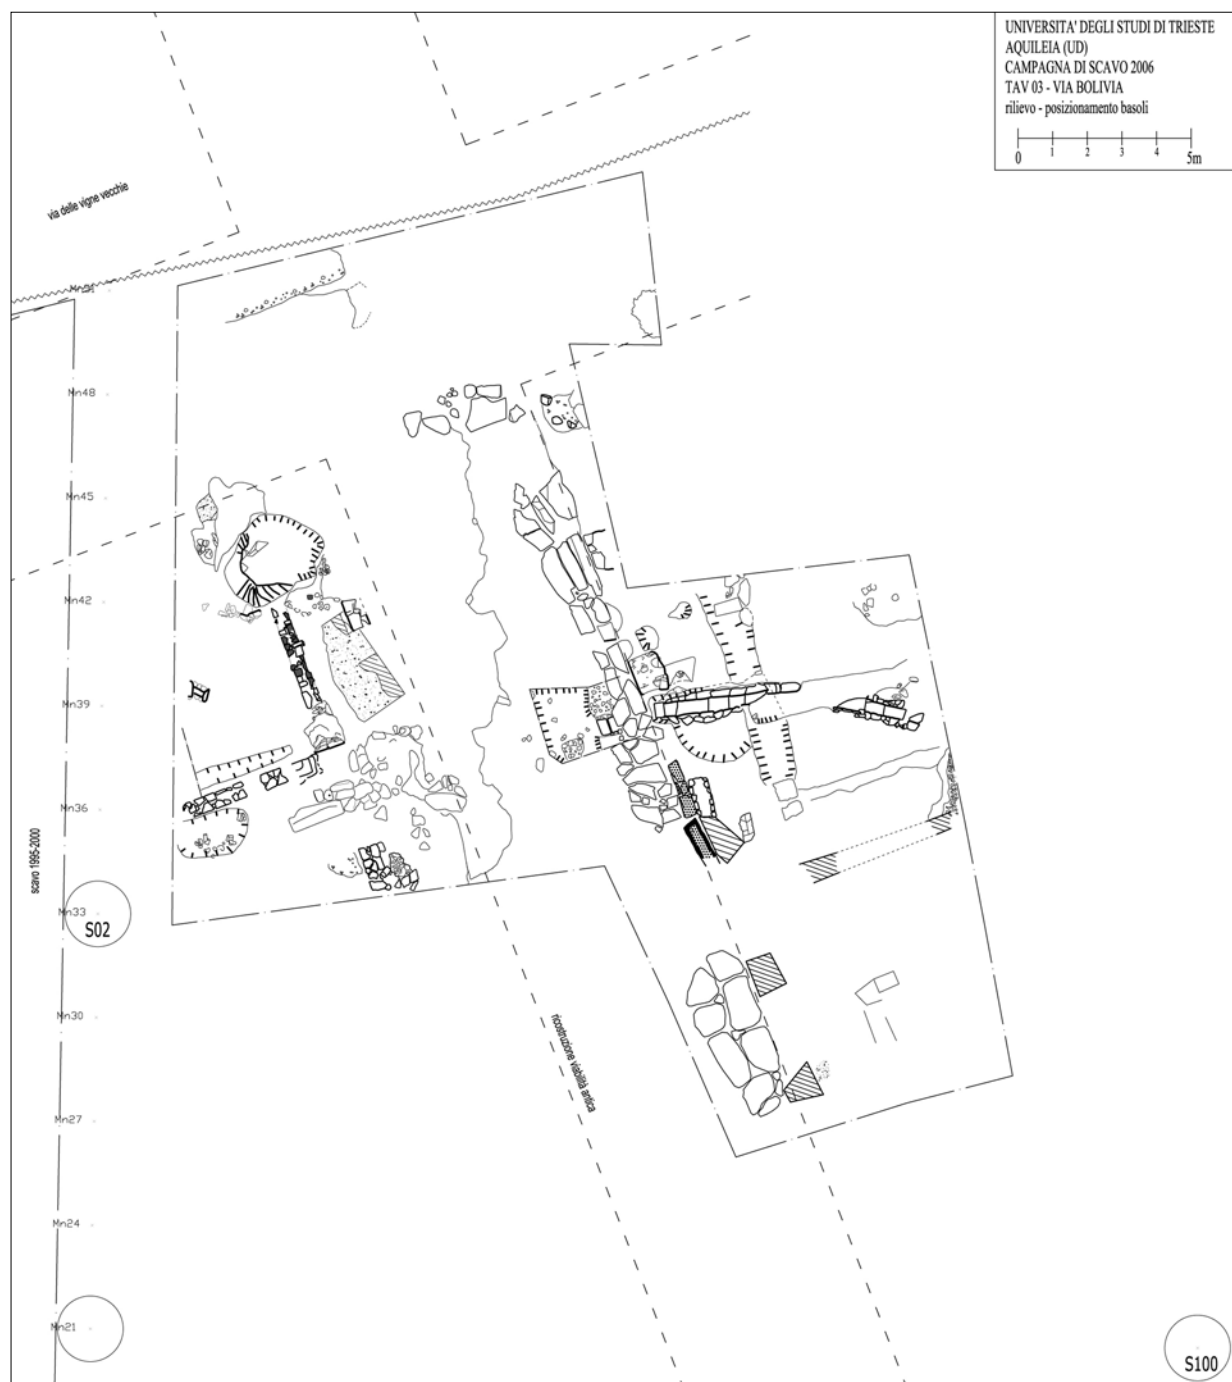 UNIVERSITA' DEGLI STUDI DI TRIESTE
AQUILEIA (UD)
CAMPAGNA DI SCAVO 2006
TAV 03 - VIA BOLIVIA
rilievo - posizionamento basoli
0 1 2 3 4 5m
via delle vigne vecchie
Mn51
Mn48
Mn45
Mn42
Mn39
Mn36
scavo 1995-2000
Mn33
S02
Mn30
ricostruzione viabilità antica
Mn27
Mn24
Mn21
S100